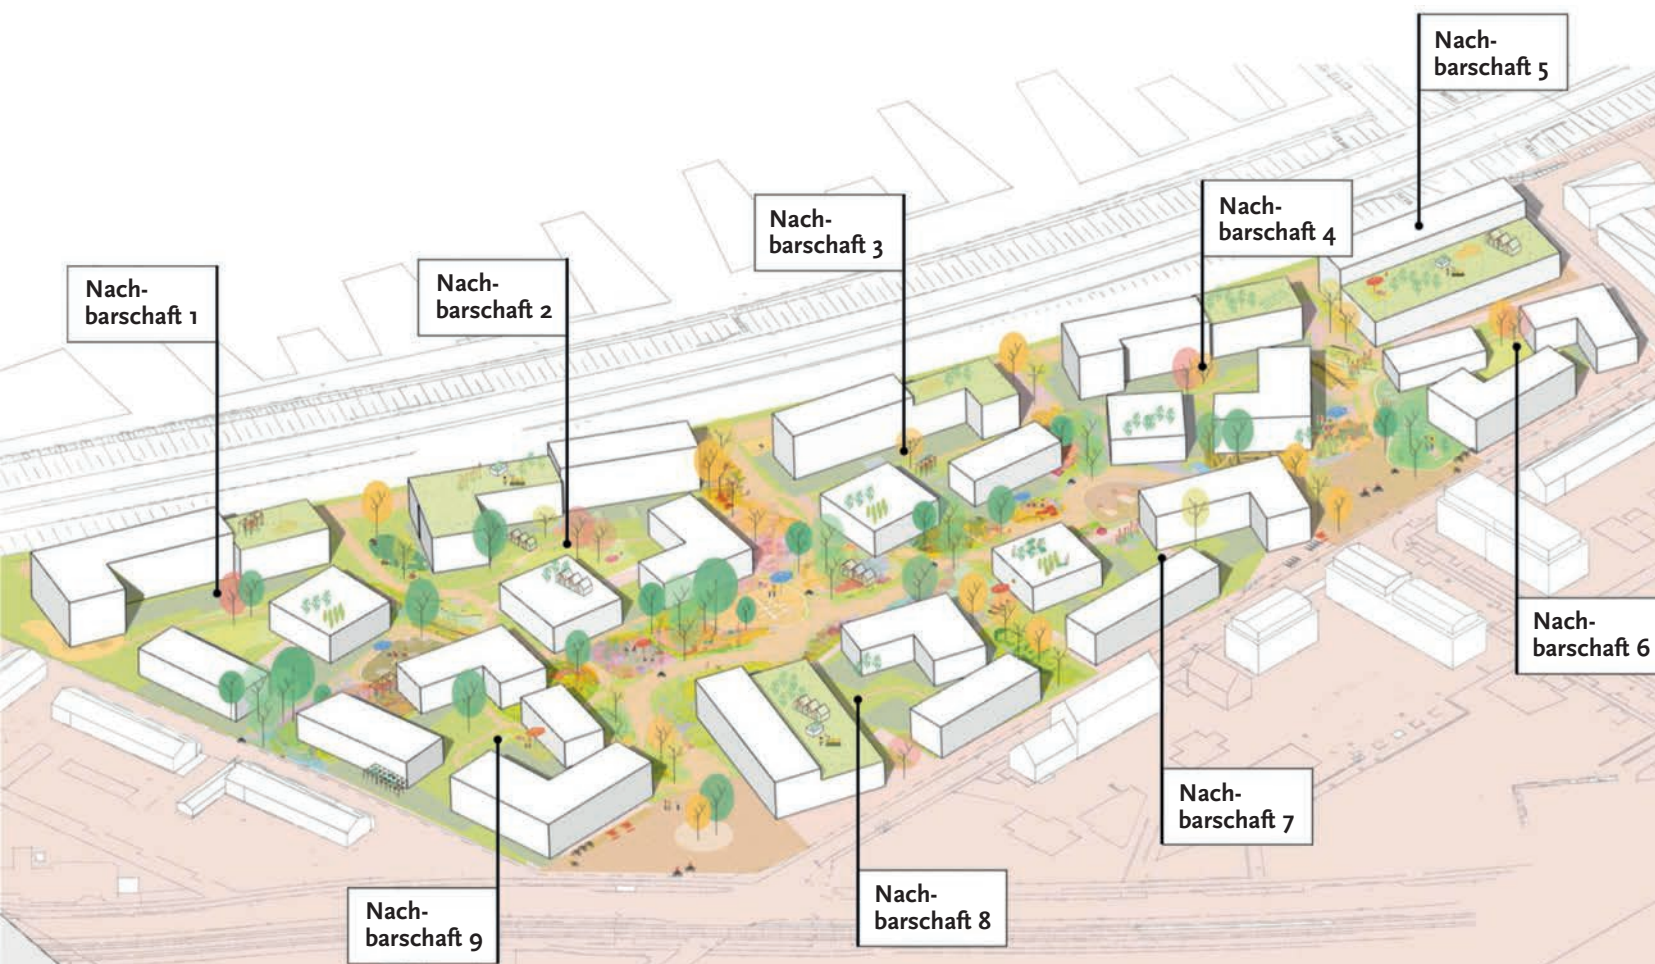 Nach-
barschaft 1
Nach-
barschaft 2
Nach-
barschaft 3
Nach-
barschaft 4
Nach-
barschaft 5
Nach-
barschaft 6
Nach-
barschaft 7
Nach-
barschaft 8
Nach-
barschaft 9